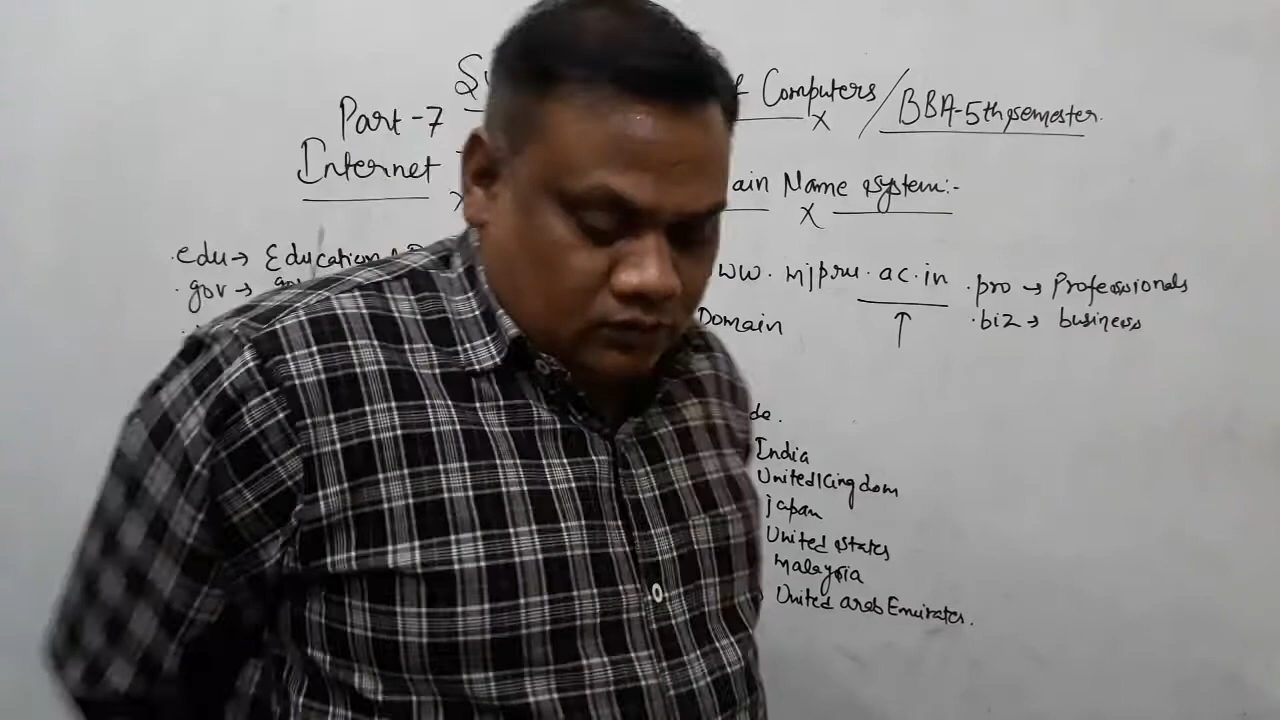 of Computers / BBA-5th semester.
Part-7
Internet
ain Name system:-
.edu → Education
.gov → gov
ww.mjpru.ac.in
.pro → Professionals
Domain
.biz → business
de.
India
United Kingdom
japan
United states
malaysia
United arab Emirates.